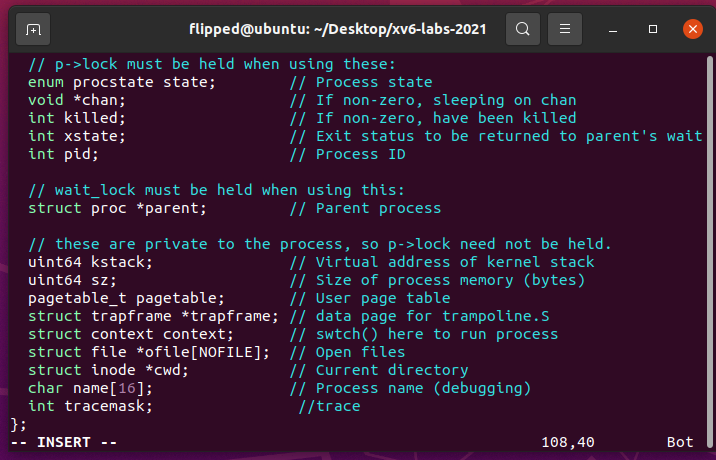 flipped@ubuntu: ~/Desktop/xv6-labs-2021
// p->lock must be held when using these:
enum procstate state;        // Process state
void *chan;                  // If non-zero, sleeping on chan
int killed;                  // If non-zero, have been killed
int xstate;                  // Exit status to be returned to parent's wait
int pid;                     // Process ID
// wait_lock must be held when using this:
struct proc *parent;         // Parent process
// these are private to the process, so p->lock need not be held.
uint64 kstack;               // Virtual address of kernel stack
uint64 sz;                   // Size of process memory (bytes)
pagetable_t pagetable;       // User page table
struct trapframe *trapframe; // data page for trampoline.S
struct context context;      // swtch() here to run process
struct file *ofile[NOFILE];  // Open files
struct inode *cwd;           // Current directory
char name[16];               // Process name (debugging)
int tracemask;                //trace
};
-- INSERT --                                               108,40        Bot